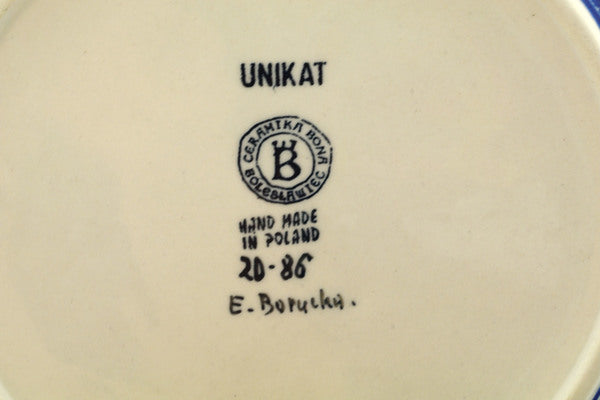 UNIKAT
CERAMIKA BONA
B
BOLESŁAWIEC
HAND MADE
IN POLAND
20-86
E. Borucka.